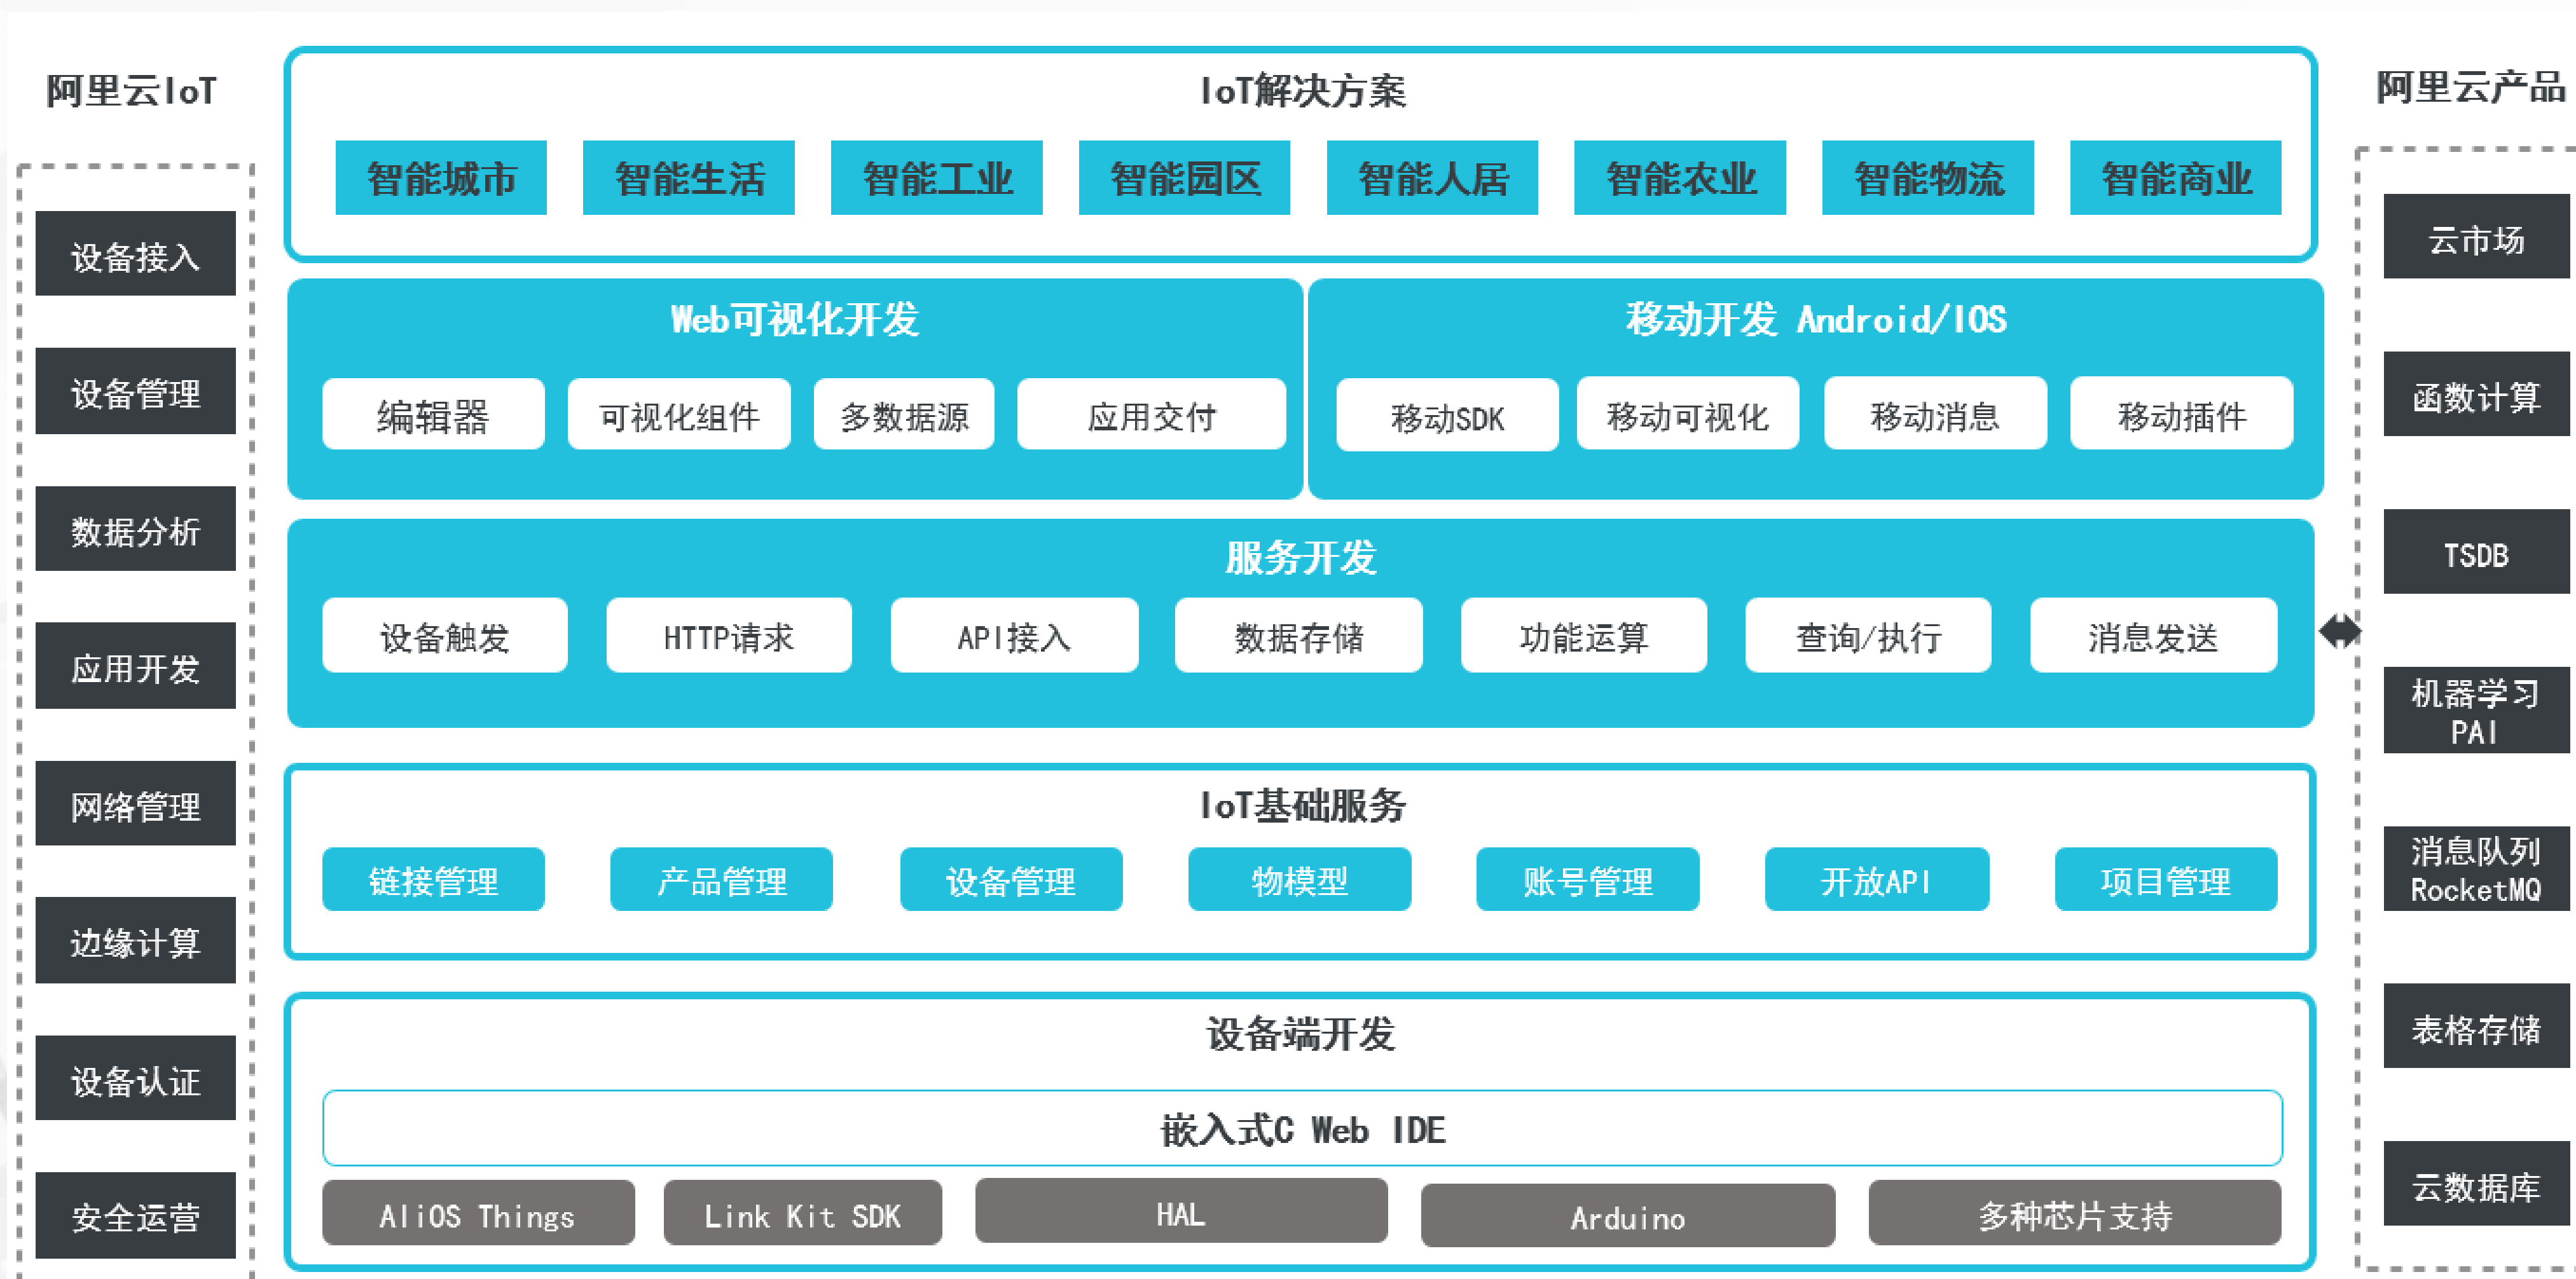 阿里云IoT
设备接入
设备管理
数据分析
应用开发
网络管理
边缘计算
设备认证
安全运营
IoT解决方案
智能城市
智能生活
智能工业
智能园区
智能人居
智能农业
智能物流
智能商业
Web可视化开发
编辑器
可视化组件
多数据源
应用交付
移动开发 Android/IOS
移动SDK
移动可视化
移动消息
移动插件
服务开发
设备触发
HTTP请求
API接入
数据存储
功能运算
查询/执行
消息发送
IoT基础服务
链接管理
产品管理
设备管理
物模型
账号管理
开放API
项目管理
设备端开发
嵌入式C Web IDE
AliOS Things
Link Kit SDK
HAL
Arduino
多种芯片支持
阿里云产品
云市场
函数计算
TSDB
机器学习
PAI
消息队列
RocketMQ
表格存储
云数据库